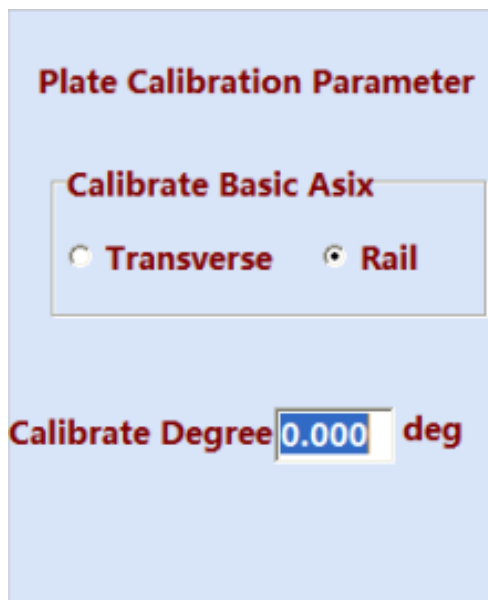 Plate Calibration Parameter
Calibrate Basic Asix
Transverse Rail
Calibrate Degree 0.000 deg